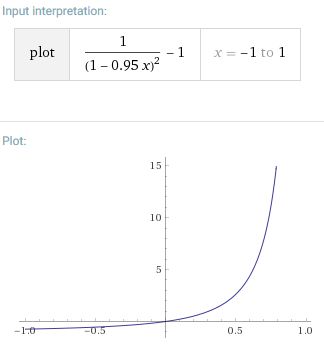 Input interpretation:
plot 1/(1 − 0.95 x)² − 1 x = −1 to 1
Plot:
15
10
5
−1.0 −0.5 0.5 1.0